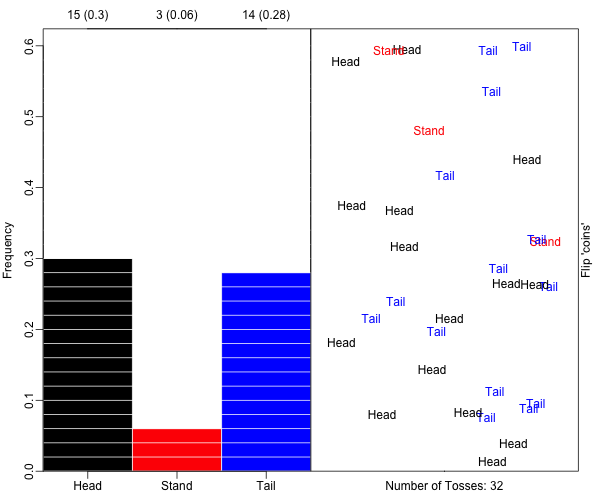 15 (0.3) 3 (0.06) 14 (0.28)
0.6
0.5
0.4
0.3
0.2
0.1
0.0
Frequency
Head Stand Tail
Tail
Stand Head Tail
Head
Tail
Stand
Head
Tail
Head
Head
Tail Stand
Head
Tail
Head Head Tail
Tail
Tail Head
Tail
Head
Head
Tail
Tail
Tail
Head Head Tail
Head
Head
Flip 'coins'
Number of Tosses: 32